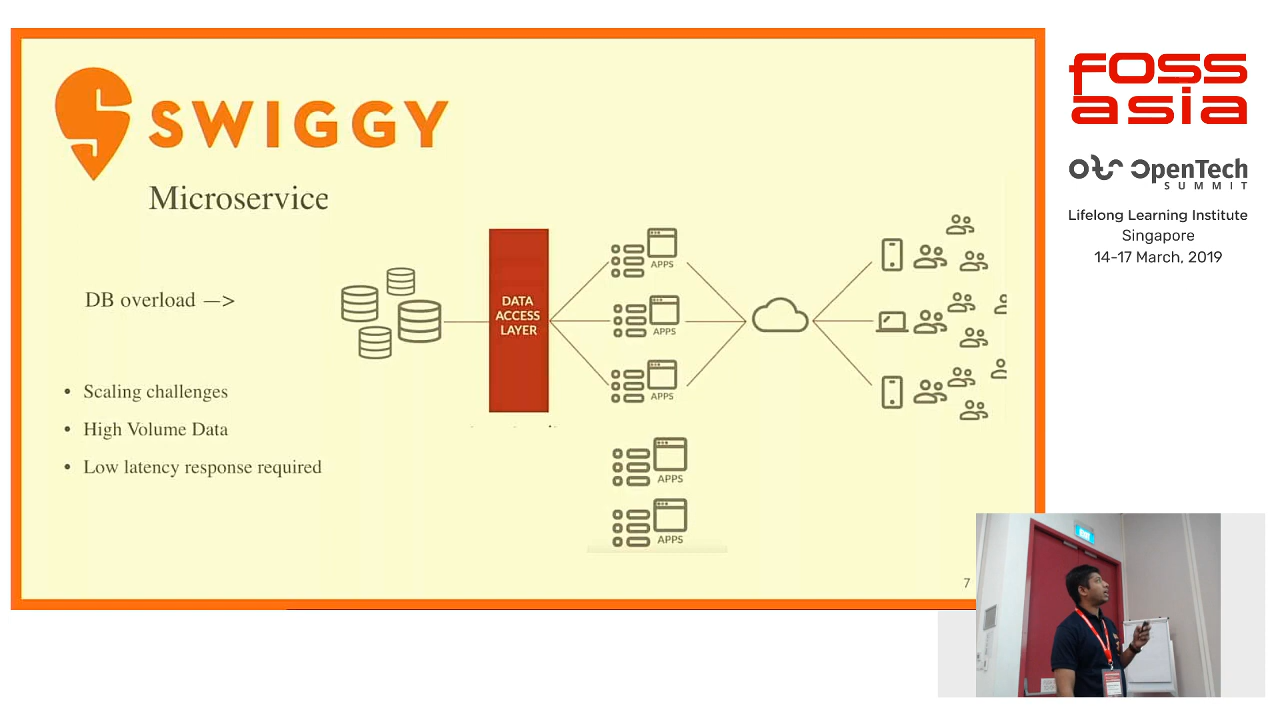 SWIGGY
Microservice
DB overload —>
• Scaling challenges
• High Volume Data
• Low latency response required
DATA
ACCESS
LAYER
APPS
APPS
APPS
APPS
APPS
7
FOSS
asia
OpenTech
SUMMIT
Lifelong Learning Institute
Singapore
14-17 March, 2019